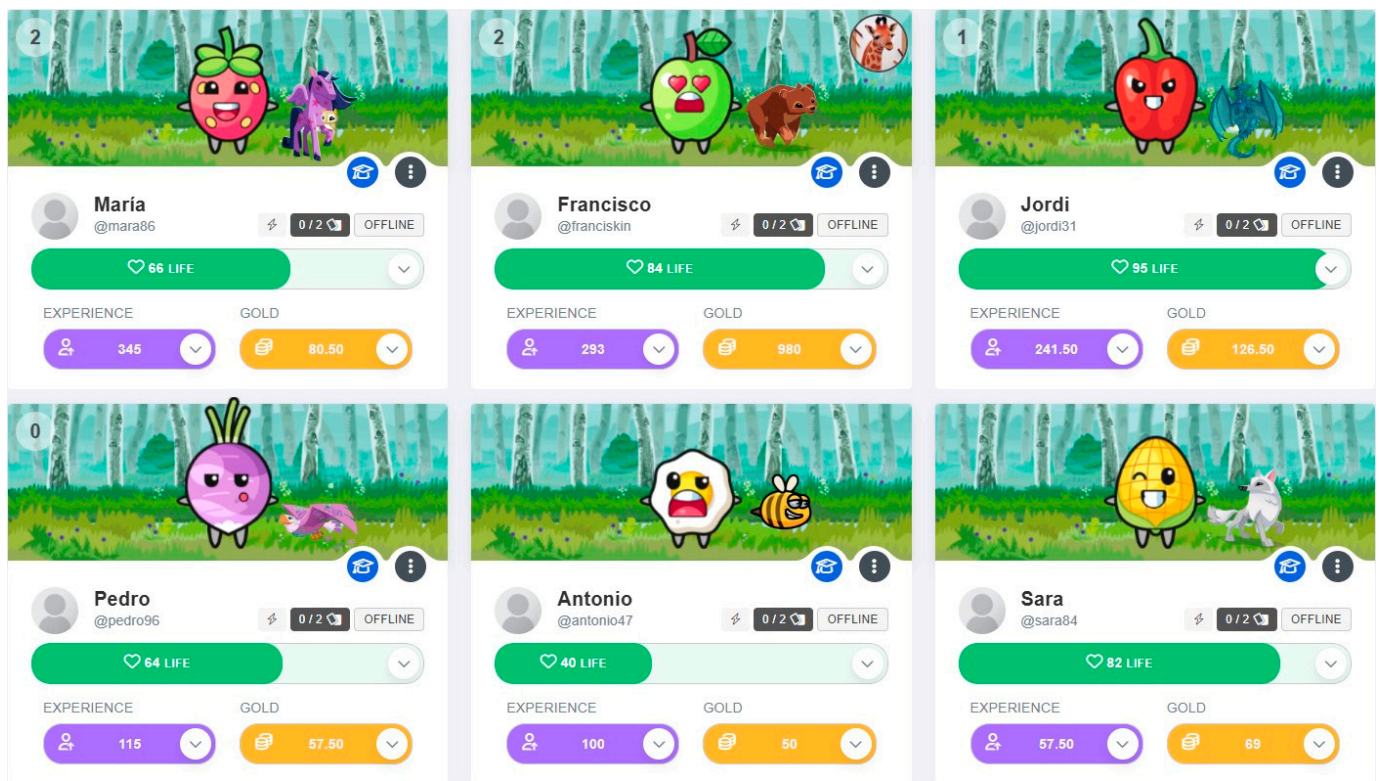 2
María
@mara86
0 / 2
OFFLINE
66 LIFE
EXPERIENCE GOLD
345 80.50
2
Francisco
@franciskin
0 / 2
OFFLINE
84 LIFE
EXPERIENCE GOLD
293 980
1
Jordi
@jordi31
0 / 2
OFFLINE
95 LIFE
EXPERIENCE GOLD
241.50 126.50
0
Pedro
@pedro96
0 / 2
OFFLINE
64 LIFE
EXPERIENCE GOLD
115 57.50
Antonio
@antonio47
0 / 2
OFFLINE
40 LIFE
EXPERIENCE GOLD
100 50
Sara
@sara84
0 / 2
OFFLINE
82 LIFE
EXPERIENCE GOLD
57.50 69